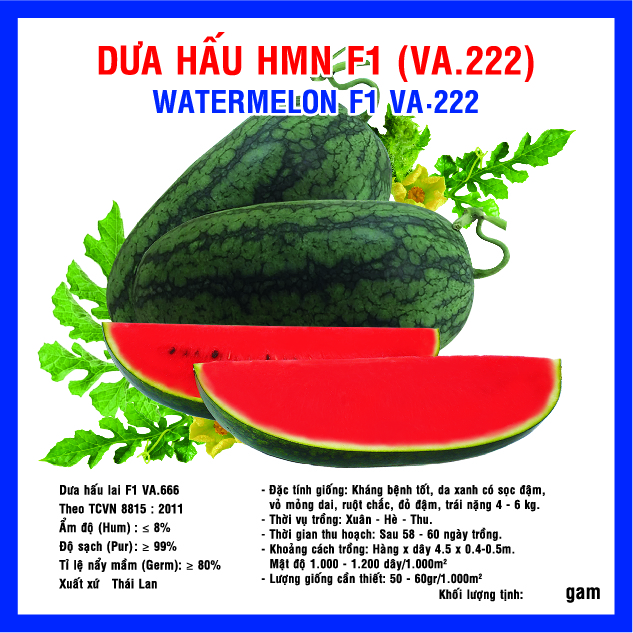 DƯA HẤU HMN F1 (VA.222)
WATERMELON F1 VA.222
Dưa hấu lai F1 VA.666
Theo TCVN 8815 : 2011
Ẩm độ (Hum) : ≤ 8%
Độ sạch (Pur): ≥ 99%
Tỉ lệ nẩy mầm (Germ): ≥ 80%
Xuất xứ Thái Lan
- Đặc tính giống: Kháng bệnh tốt, da xanh có sọc đậm,
vỏ mỏng dai, ruột chắc, đỏ đậm, trái nặng 4 - 6 kg.
- Thời vụ trồng: Xuân - Hè - Thu.
- Thời gian thu hoạch: Sau 58 - 60 ngày trồng.
- Khoảng cách trồng: Hàng x dây 4.5 x 0.4-0.5m.
Mật độ 1.000 - 1.200 dây/1.000m²
- Lượng giống cần thiết: 50 - 60gr/1.000m²
Khối lượng tịnh: gam